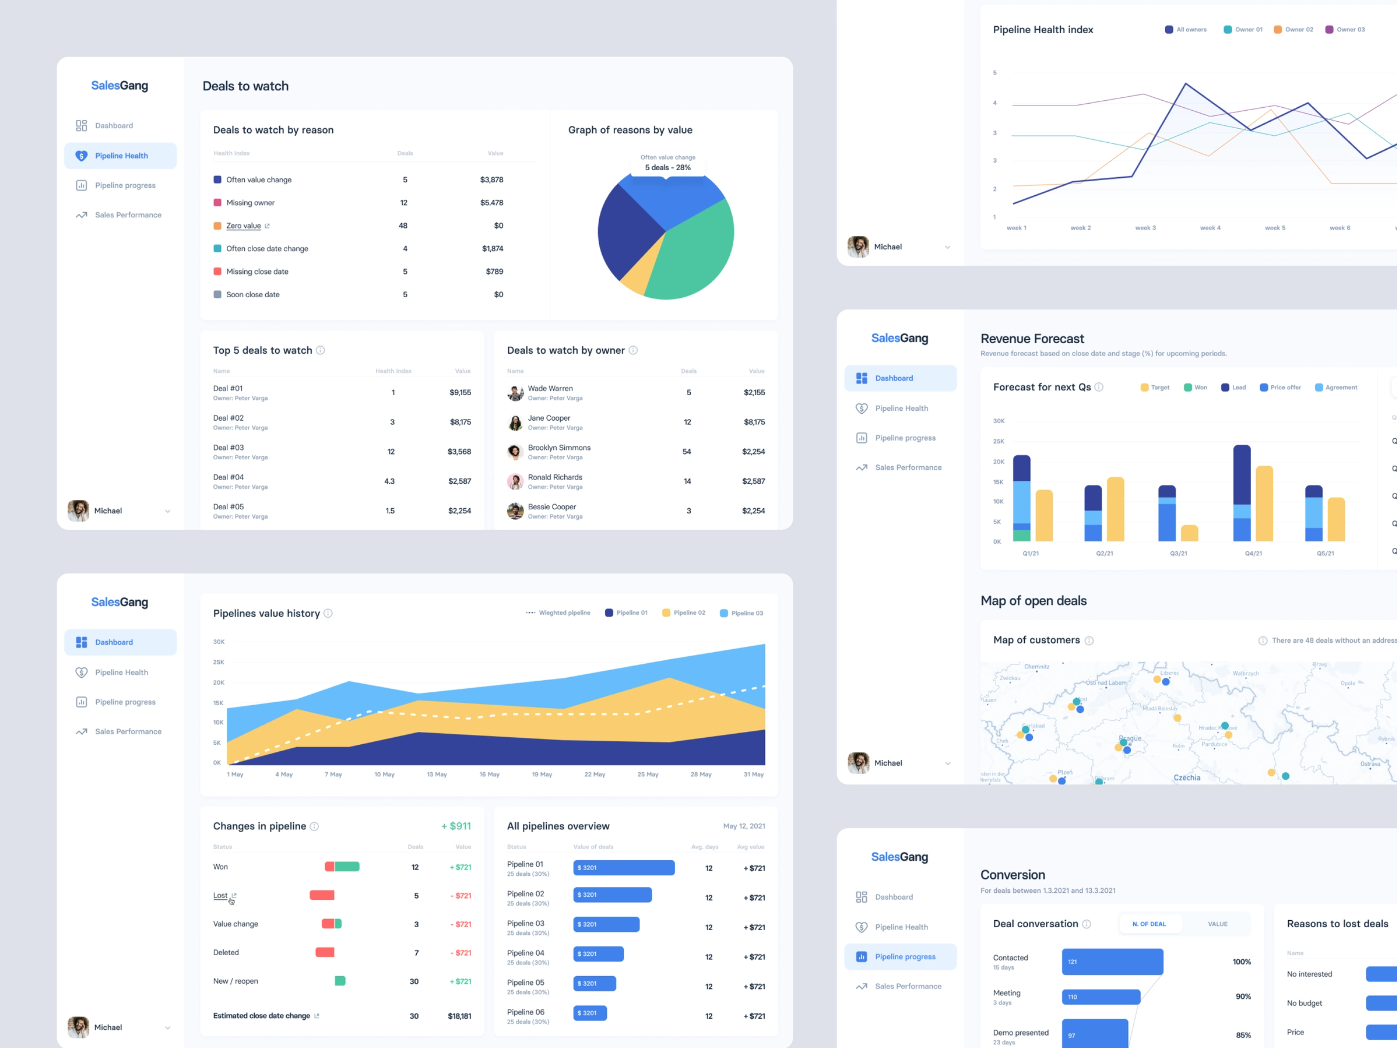 SalesGang
Dashboard
Pipeline Health
Pipeline progress
Sales Performance
Michael
Deals to watch
Deals to watch by reason
Health Index Deals Value
Often value change 5 $3,878
Missing owner 12 $5,478
Zero value 48 $0
Often close date change 4 $1,874
Missing close date 5 $789
Soon close date 5 $0
Graph of reasons by value
Often value change
5 deals - 28%
Top 5 deals to watch
Name Health Index Value
Deal #01 1 $9,155
Owner: Peter Varga
Deal #02 3 $8,175
Owner: Peter Varga
Deal #03 12 $3,568
Owner: Peter Varga
Deal #04 4.3 $2,587
Owner: Peter Varga
Deal #05 1.5 $2,254
Owner: Peter Varga
Deals to watch by owner
Name Deals Value
Wade Warren 5 $2,155
Owner: Peter Varga
Jane Cooper 12 $8,175
Owner: Peter Varga
Brooklyn Simmons 54 $2,254
Owner: Peter Varga
Ronald Richards 14 $2,587
Owner: Peter Varga
Bessie Cooper 3 $2,254
Owner: Peter Varga
SalesGang
Dashboard
Pipeline Health
Pipeline progress
Sales Performance
Michael
Pipelines value history
Wieghted pipeline Pipeline 01 Pipeline 02 Pipeline 03
30K
25K
20K
15K
10K
5K
0K
1 May 4 May 7 May 10 May 13 May 16 May 19 May 22 May 25 May 28 May 31 May
Changes in pipeline + $911
Status Deals Value
Won 12 + $721
Lost 5 - $721
Value change 3 - $721
Deleted 7 - $721
New / reopen 30 + $721
Estimated close date change 30 $18,181
All pipelines overview May 12, 2021
Status Value of deals Avg. days Avg value
Pipeline 01 $ 3201 12 + $721
25 deals (30%)
Pipeline 02 $ 3201 12 + $721
25 deals (30%)
Pipeline 03 $ 3201 12 + $721
25 deals (30%)
Pipeline 04 $ 3201 12 + $721
25 deals (30%)
Pipeline 05 $ 3201 12 + $721
25 deals (30%)
Pipeline 06 $ 3201 12 + $721
25 deals (30%)
Michael
Pipeline Health index
All owners Owner 01 Owner 02 Owner 03
5
4
3
3
2
1
week 1 week 2 week 3 week 4 week 5 week 6
SalesGang
Dashboard
Pipeline Health
Pipeline progress
Sales Performance
Michael
Revenue Forecast
Revenue forecast based on close date and stage (%) for upcoming periods.
Forecast for next Qs
Target Won Lead Price offer Agreement
30K
25K
20K
15K
10K
5K
0K
Q1/21 Q2/21 Q3/21 Q4/21 Q5/21
Map of open deals
Map of customers
There are 48 deals without an address
Chemnitz
Zwickau
Ústí nad Labem
Liberec
Wałbrzych
Opole
Mladá Boleslav
Prague
Kolín
Pardubice
Plzeň
Ostrava
Czechia
SalesGang
Dashboard
Pipeline Health
Pipeline progress
Sales Performance
Conversion
For deals between 1.3.2021 and 13.3.2021
Deal conversation
N. OF DEAL VALUE
Contacted 121 100%
15 days
Meeting 110 90%
3 days
Demo presented 97 85%
23 days
Reasons to lost deals
Name
No interested
No budget
Price